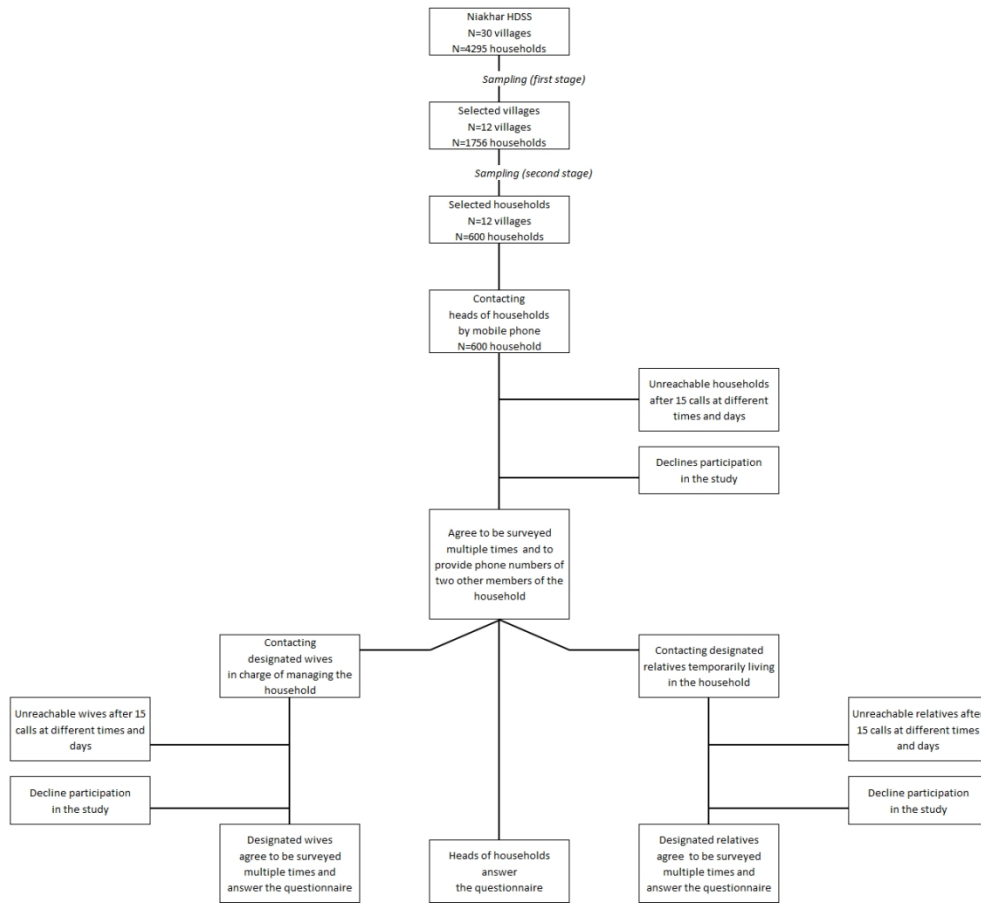 Niakhar HDSS
N=30 villages
N=4295 households
Sampling (first stage)
Selected villages
N=12 villages
N=1756 households
Sampling (second stage)
Selected households
N=12 villages
N=600 households
Contacting
heads of households
by mobile phone
N=600 household
Unreachable households
after 15 calls at different
times and days
Declines participation
in the study
Agree to be surveyed
multiple times and to
provide phone numbers of
two other members of the
household
Contacting
designated wives
in charge of managing the
household
Contacting designated
relatives temporarily living
in the household
Unreachable wives after 15
calls at different times and
days
Unreachable relatives after
15 calls at different times
and days
Decline participation
in the study
Decline participation
in the study
Designated wives
agree to be surveyed
multiple times and
answer the questionnaire
Heads of households
answer
the questionnaire
Designated relatives
agree to be surveyed
multiple times and
answer the questionnaire